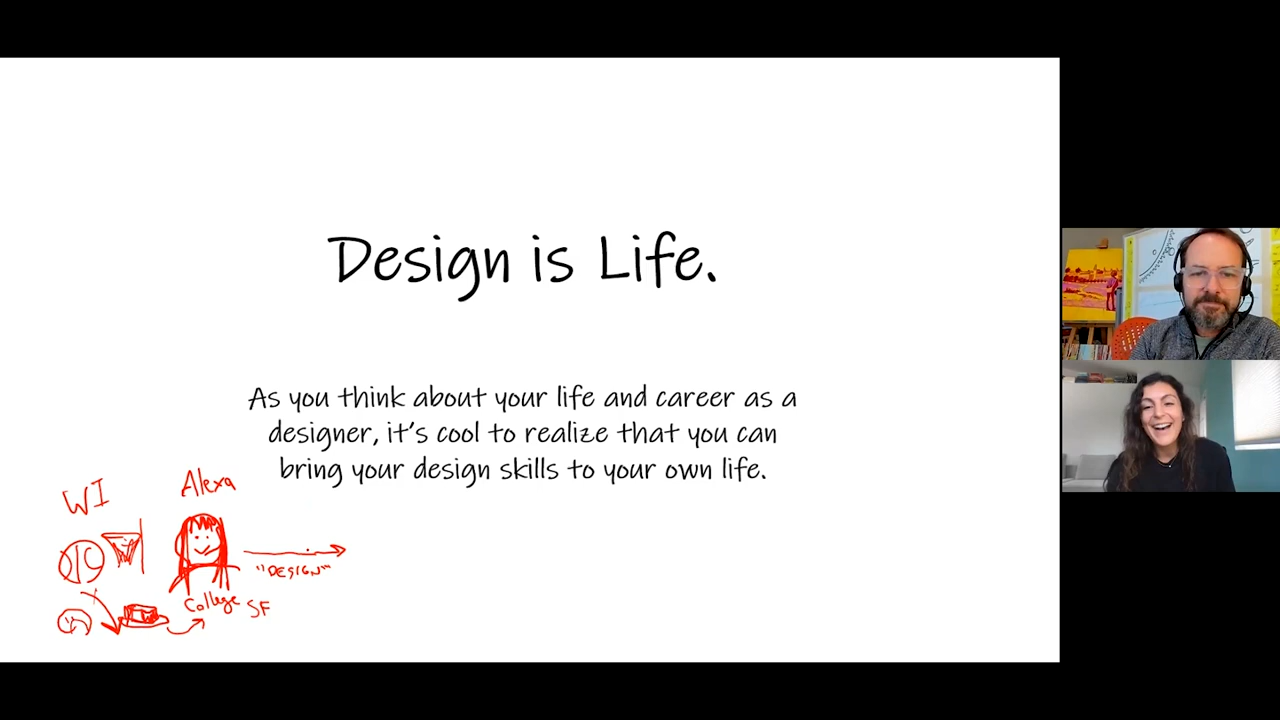 Design is Life.
As you think about your life and career as a
designer, it's cool to realize that you can
bring your design skills to your own life.
WI
Alexa
"DESIGN"
College SF